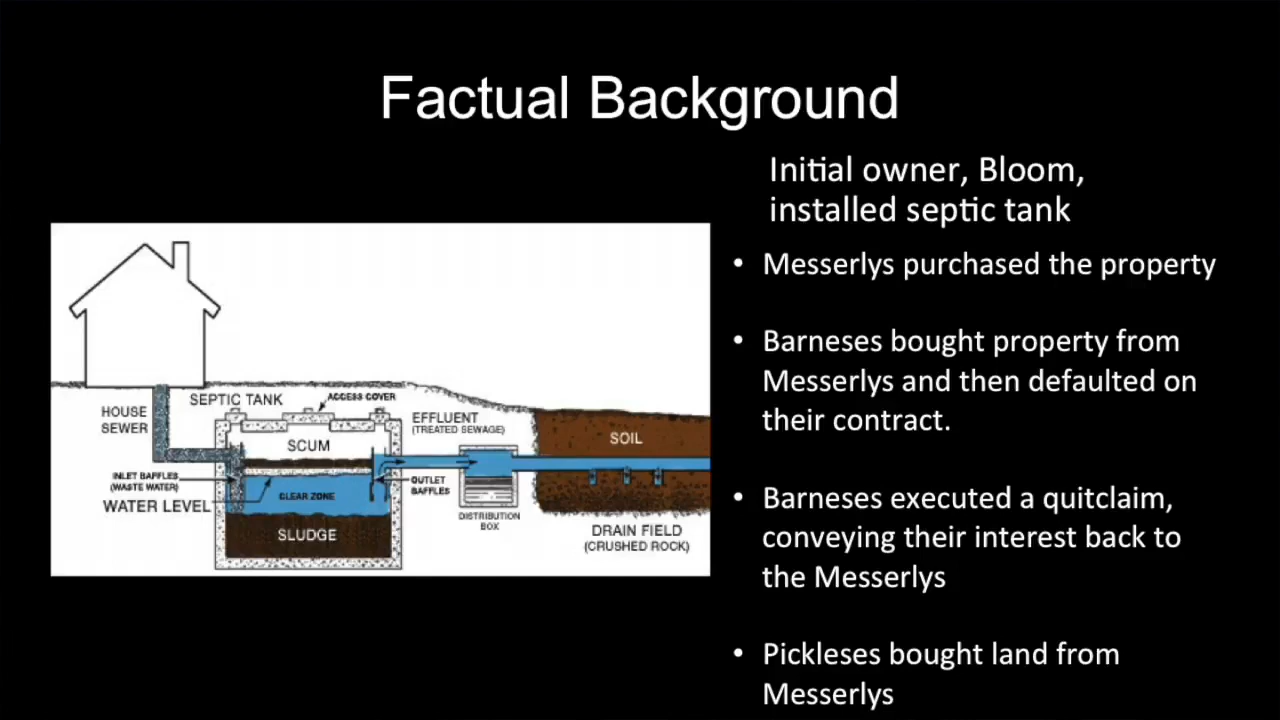 Factual Background
Initial owner, Bloom,
installed septic tank
• Messerlys purchased the property
• Barneses bought property from
Messerlys and then defaulted on
their contract.
• Barneses executed a quitclaim,
conveying their interest back to
the Messerlys
• Pickleses bought land from
Messerlys
HOUSE
SEWER
SEPTIC TANK
ACCESS COVER
SCUM
EFFLUENT
(TREATED SEWAGE)
SOIL
INLET BAFFLES
(WASTE WATER)
WATER LEVEL
CLEAR ZONE
OUTLET
BAFFLES
SLUDGE
DISTRIBUTION
BOX
DRAIN FIELD
(CRUSHED ROCK)